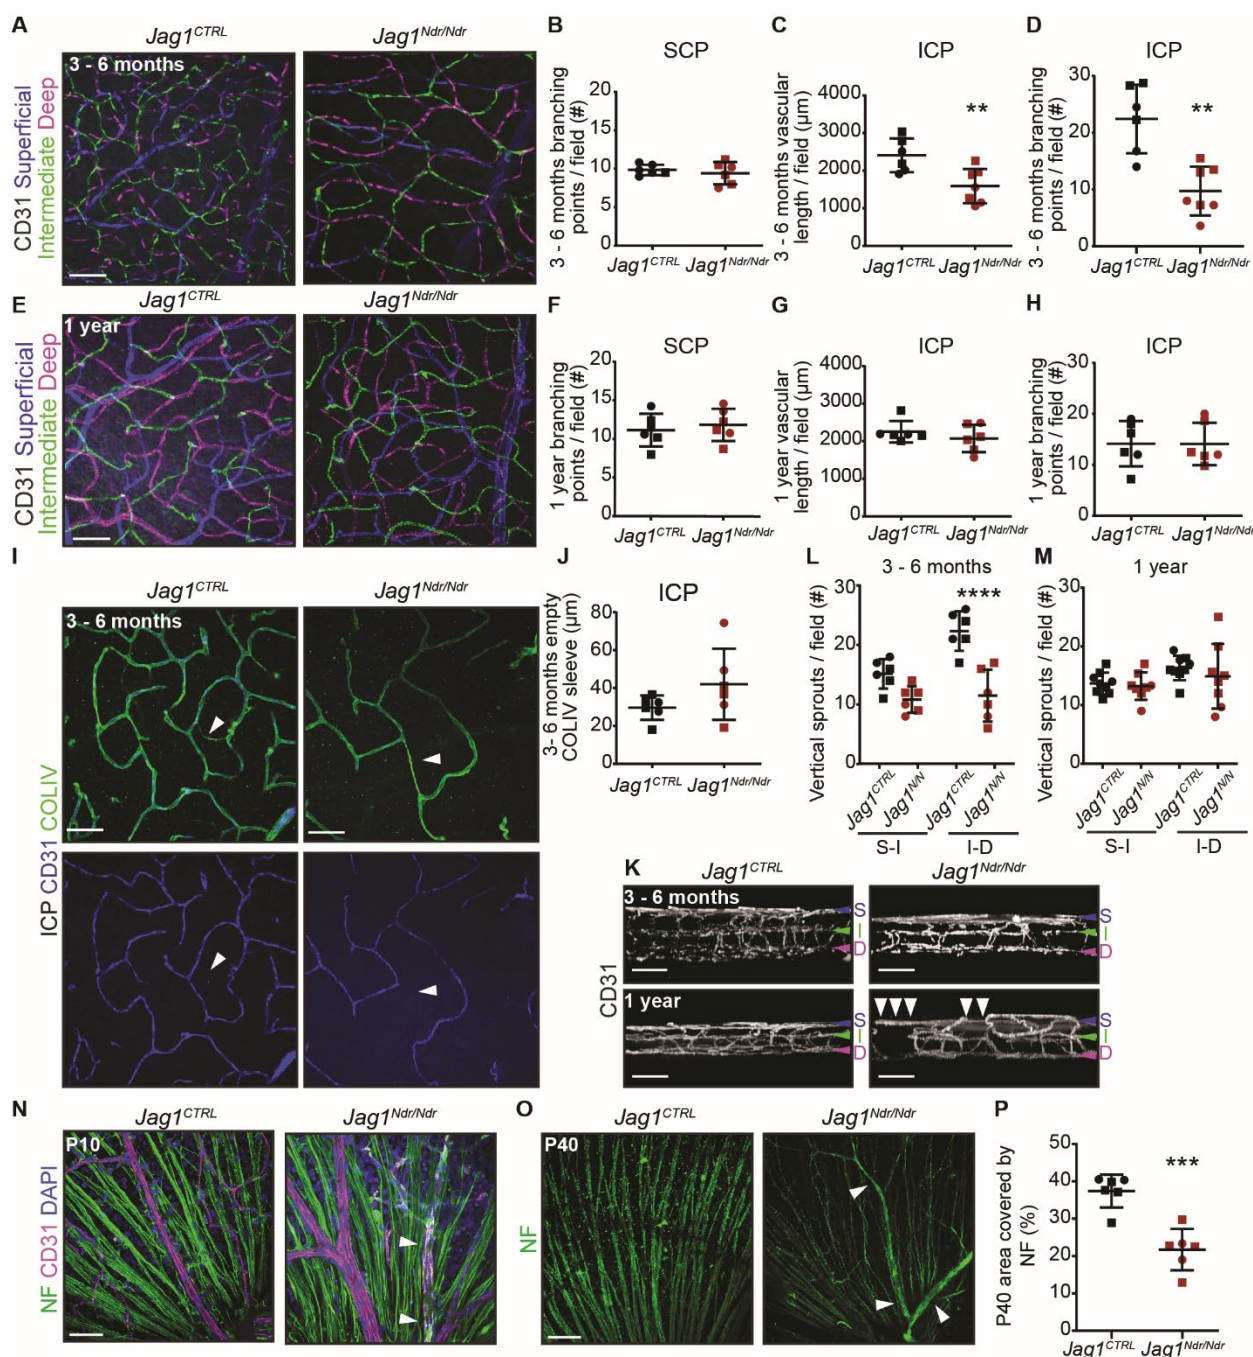 A
Jag1CTRL
Jag1Ndr/Ndr
3 - 6 months
CD31 Superficial
Intermediate Deep
B
SCP
3 - 6 months branching
points / field (#)
20
15
10
5
0
Jag1CTRL
Jag1Ndr/Ndr
C
ICP
3 - 6 months vascular
length / field (µm)
4000
3000
2000
1000
0
**
Jag1CTRL
Jag1Ndr/Ndr
D
ICP
3 - 6 months branching
points / field (#)
30
20
10
0
**
Jag1CTRL
Jag1Ndr/Ndr
E
Jag1CTRL
Jag1Ndr/Ndr
1 year
CD31 Superficial
Intermediate Deep
F
SCP
1 year branching
points / field (#)
20
15
10
5
0
Jag1CTRL
Jag1Ndr/Ndr
G
ICP
1 year vascular
length / field (µm)
4000
3000
2000
1000
0
Jag1CTRL
Jag1Ndr/Ndr
H
ICP
1 year branching
points / field (#)
30
20
10
0
Jag1CTRL
Jag1Ndr/Ndr
I
Jag1CTRL
Jag1Ndr/Ndr
3 - 6 months
ICP CD31 COLIV
J
ICP
3- 6 months empty
COLIV sleeve (µm)
80
60
40
20
0
Jag1CTRL
Jag1Ndr/Ndr
L
3 - 6 months
Vertical sprouts / field (#)
30
20
10
0
****
Jag1CTRL
Jag1N/N
Jag1CTRL
Jag1N/N
S-I
I-D
M
1 year
Vertical sprouts / field (#)
30
20
10
0
Jag1CTRL
Jag1N/N
Jag1CTRL
Jag1N/N
S-I
I-D
K
Jag1CTRL
Jag1Ndr/Ndr
CD31
3 - 6 months
S
I
D
S
I
D
1 year
S
I
D
S
I
D
N
Jag1CTRL
Jag1Ndr/Ndr
P10
NF CD31 DAPI
O
Jag1CTRL
Jag1Ndr/Ndr
P40
NF
P
P40 area covered by
NF (%)
50
40
30
20
10
0
***
Jag1CTRL
Jag1Ndr/Ndr